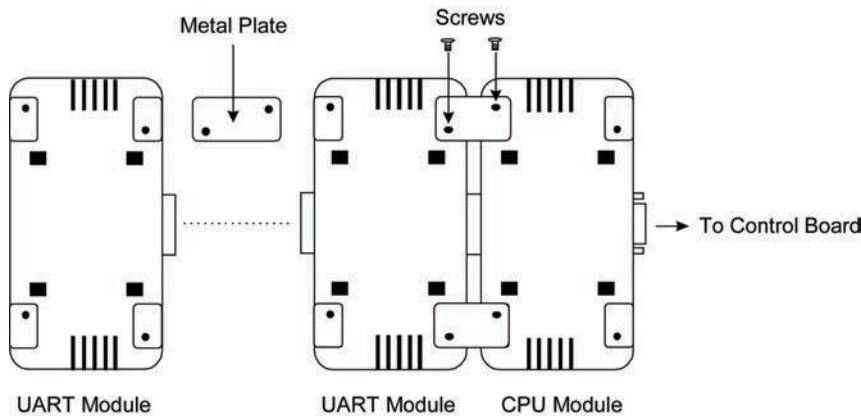 Screws
Metal Plate
To Control Board
UART Module
UART Module
CPU Module